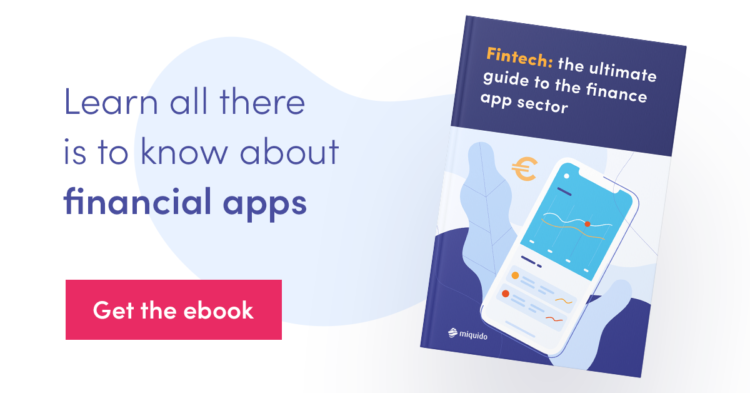 Learn all there
is to know about
financial apps
Get the ebook
Fintech: the ultimate
guide to the finance
app sector
€
miquido